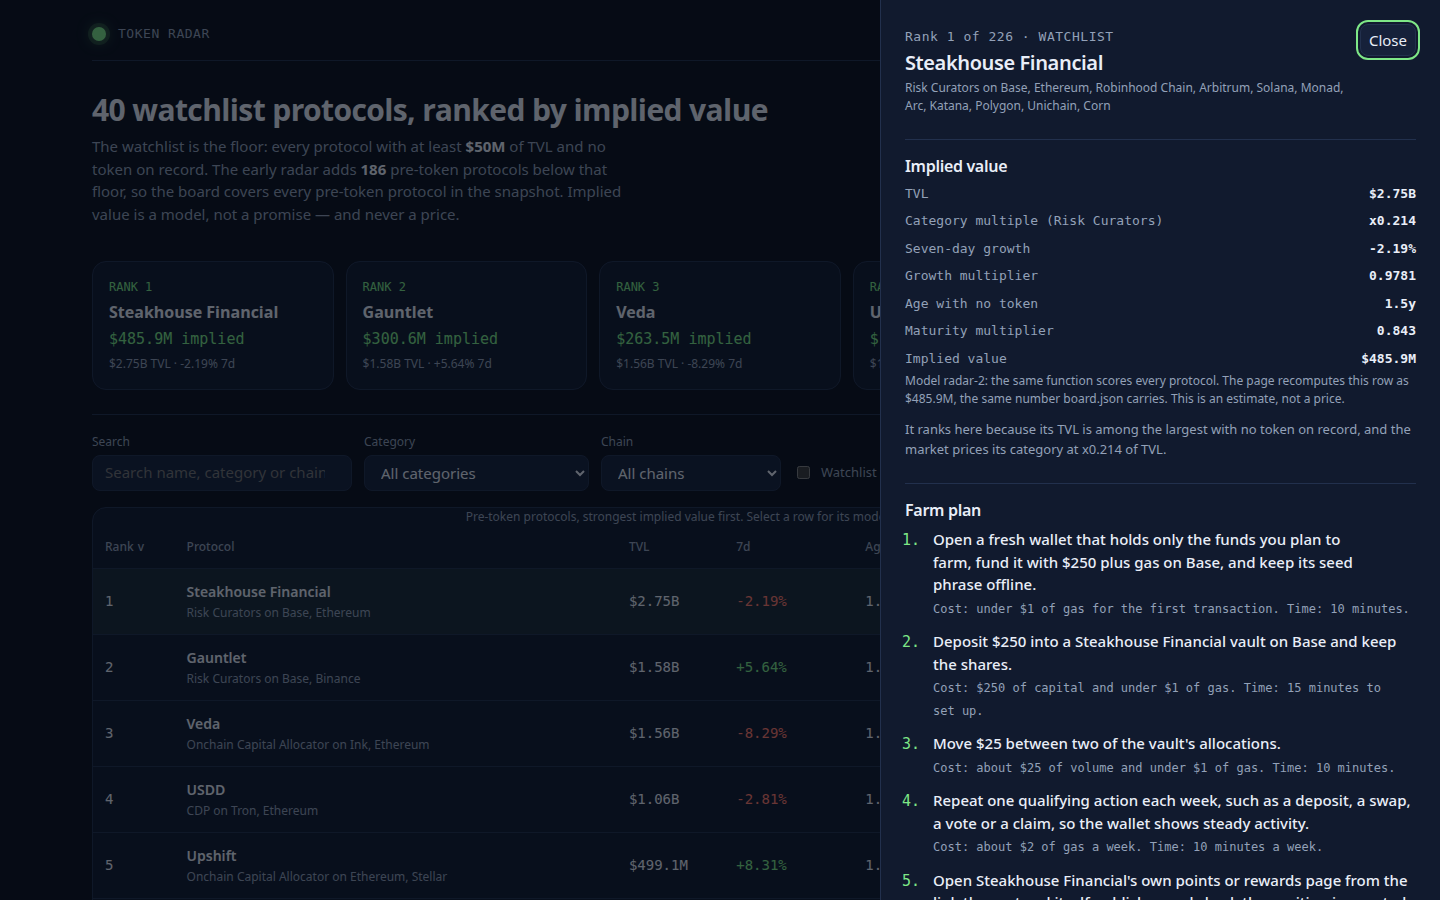 TOKEN RADAR
40 watchlist protocols, ranked by implied value
The watchlist is the floor: every protocol with at least $50M of TVL and no
token on record. The early radar adds 186 pre-token protocols below that
floor, so the board covers every pre-token protocol in the snapshot. Implied
value is a model, not a promise — and never a price.
RANK 1
Steakhouse Financial
$485.9M implied
$2.75B TVL · -2.19% 7d
RANK 2
Gauntlet
$300.6M implied
$1.58B TVL · +5.64% 7d
RANK 3
Veda
$263.5M implied
$1.56B TVL · -8.29% 7d
Search
Search name, category or chain
Category
All categories
Chain
All chains
Watchlist
Pre-token protocols, strongest implied value first. Select a row for its
Rank v Protocol TVL 7d
1 Steakhouse Financial $2.75B -2.19% 1.
Risk Curators on Base, Ethereum
2 Gauntlet $1.58B +5.64% 1.
Risk Curators on Base, Binance
3 Veda $1.56B -8.29% 1.
Onchain Capital Allocator on Ink, Ethereum
4 USDD $1.06B -2.81% 1.
CDP on Tron, Ethereum
5 Upshift $499.1M +8.31% 1.
Onchain Capital Allocator on Ethereum, Stellar
Rank 1 of 226 · WATCHLIST
Close
Steakhouse Financial
Risk Curators on Base, Ethereum, Robinhood Chain, Arbitrum, Solana, Monad,
Arc, Katana, Polygon, Unichain, Corn
Implied value
TVL $2.75B
Category multiple (Risk Curators) x0.214
Seven-day growth -2.19%
Growth multiplier 0.9781
Age with no token 1.5y
Maturity multiplier 0.843
Implied value $485.9M
Model radar-2: the same function scores every protocol. The page recomputes this row as
$485.9M, the same number board.json carries. This is an estimate, not a price.
It ranks here because its TVL is among the largest with no token on record, and the
market prices its category at x0.214 of TVL.
Farm plan
1. Open a fresh wallet that holds only the funds you plan to
farm, fund it with $250 plus gas on Base, and keep its seed
phrase offline.
Cost: under $1 of gas for the first transaction. Time: 10 minutes.
2. Deposit $250 into a Steakhouse Financial vault on Base and keep
the shares.
Cost: $250 of capital and under $1 of gas. Time: 15 minutes to
set up.
3. Move $25 between two of the vault's allocations.
Cost: about $25 of volume and under $1 of gas. Time: 10 minutes.
4. Repeat one qualifying action each week, such as a deposit, a swap,
a vote or a claim, so the wallet shows steady activity.
Cost: about $2 of gas a week. Time: 10 minutes a week.
5. Open Steakhouse Financial's own points or rewards page from the